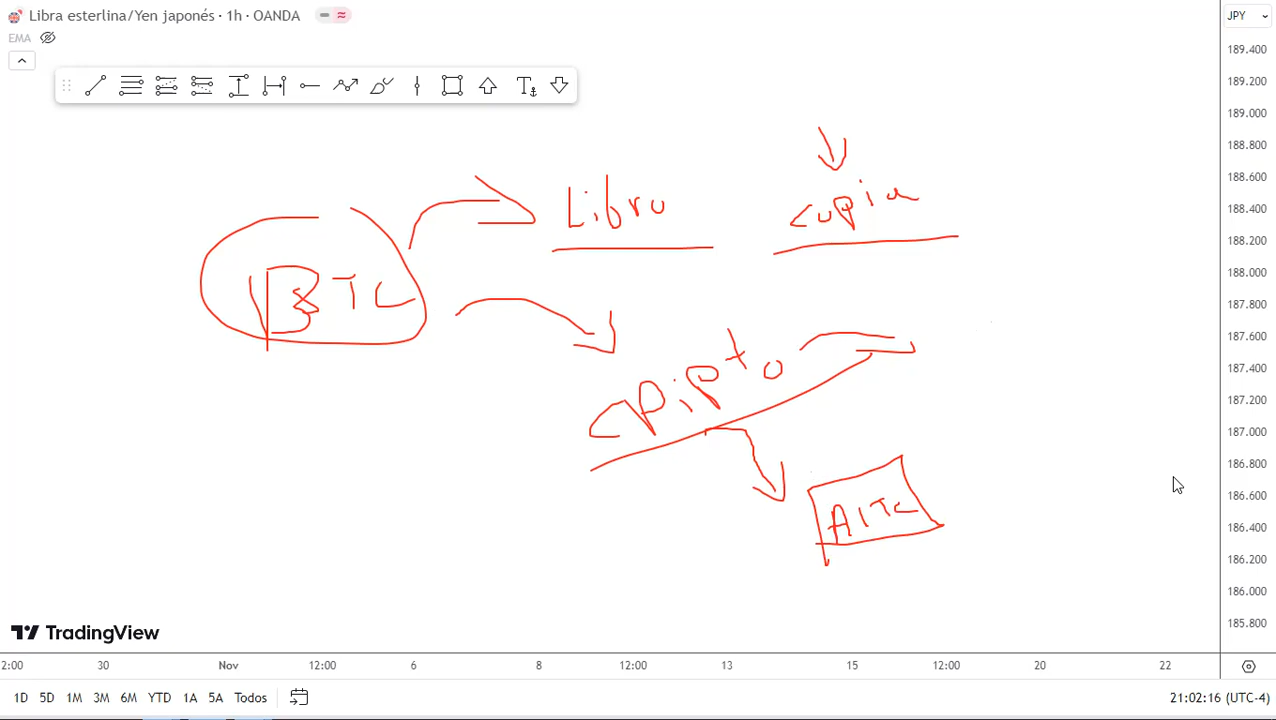 Libra esterlina/Yen japonés · 1h · OANDA
JPY
EMA
189.400
189.200
189.000
188.800
188.600
188.400
188.200
188.000
187.800
187.600
187.400
187.200
187.000
186.800
186.600
186.400
186.200
186.000
185.800
Libro
copia
BTC
cripto
AlTc
TradingView
2:00 30 Nov 12:00 6 8 12:00 13 15 12:00 20 22
1D 5D 1M 3M 6M YTD 1A 5A Todos
21:02:16 (UTC-4)